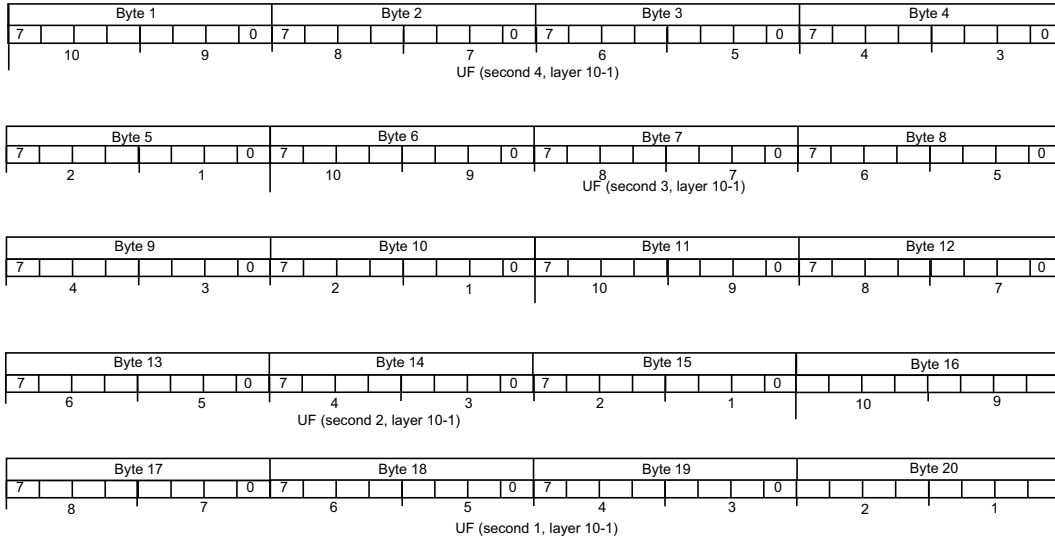 Byte 1 Byte 2 Byte 3 Byte 4
7 0 7 0 7 0 7 0
10 9 8 7 6 5 4 3
UF (second 4, layer 10-1)
Byte 5 Byte 6 Byte 7 Byte 8
7 0 7 0 7 0 7 0
2 1 10 9 8 7 6 5
UF (second 3, layer 10-1)
Byte 9 Byte 10 Byte 11 Byte 12
7 0 7 0 7 0 7 0
4 3 2 1 10 9 8 7
Byte 13 Byte 14 Byte 15 Byte 16
7 0 7 0 7 0
6 5 4 3 2 1 10 9
UF (second 2, layer 10-1)
Byte 17 Byte 18 Byte 19 Byte 20
7 0 7 0 7 0
8 7 6 5 4 3 2 1
UF (second 1, layer 10-1)